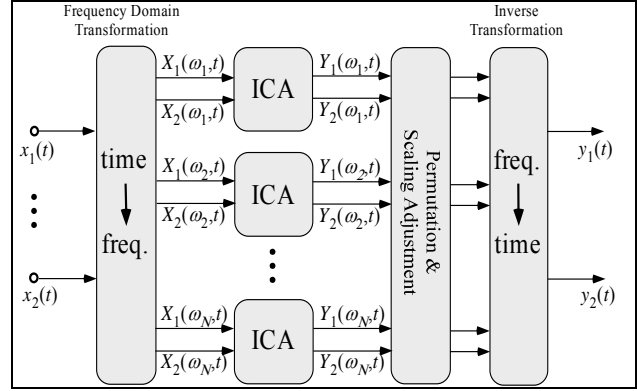 Frequency Domain
Transformation
Inverse
Transformation
X1(ω1,t)
X2(ω1,t)
ICA
Y1(ω1,t)
Y2(ω1,t)
x1(t)
time
freq.
X1(ω2,t)
X2(ω2,t)
ICA
Y1(ω2,t)
Y2(ω2,t)
Permutation &
Scaling Adjustment
freq.
time
y1(t)
x2(t)
y2(t)
X1(ωN,t)
X2(ωN,t)
ICA
Y1(ωN,t)
Y2(ωN,t)